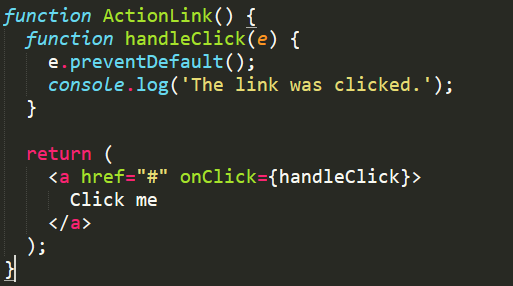 function ActionLink() {
  function handleClick(e) {
    e.preventDefault();
    console.log('The link was clicked.');
  }

  return (
    <a href="#" onClick={handleClick}>
      Click me
    </a>
  );
}